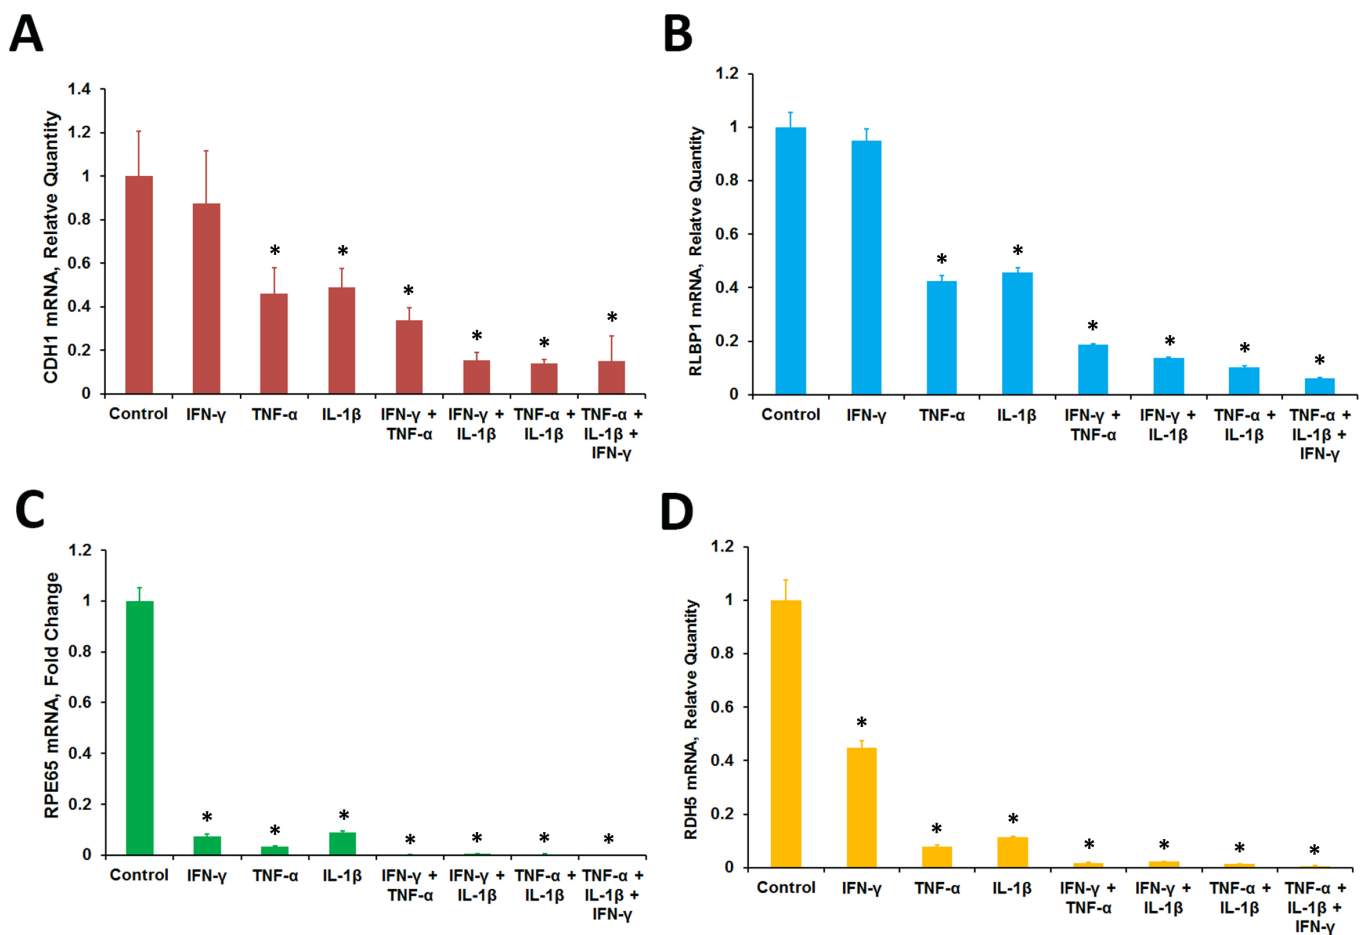 A
CDH1 mRNA, Relatve Quantity
1.4
1.2
1
0.8
0.6
0.4
0.2
0
* * * * * *
Control IFN-γ TNF-α IL-1β IFN-γ + IFN-γ + TNF-α + TNF-α +
TNF-α IL-1β IL-1β IL-1β +
IFN-γ
B
RLBP1 mRNA, Relative Quantity
1.2
1
0.8
0.6
0.4
0.2
0
* * * * * *
Control IFN-γ TNF-α IL-1β IFN-γ + IFN-γ + TNF-α + TNF-α +
TNF-α IL-1β IL-1β IL-1β +
IFN-γ
C
RPE65 mRNA, Fold Change
1.2
1
0.8
0.6
0.4
0.2
0
* * * * * * *
Control IFN-γ TNF-α IL-1β IFN-γ + IFN-γ + TNF-α + TNF-α +
TNF-α IL-1β IL-1β IL-1β +
IFN-γ
D
RDH5 mRNA, Relative Quantity
1.2
1
0.8
0.6
0.4
0.2
0
* * * * * * *
Control IFN-γ TNF-α IL-1β IFN-γ + IFN-γ + TNF-α + TNF-α +
TNF-α IL-1β IL-1β IL-1β +
IFN-γ